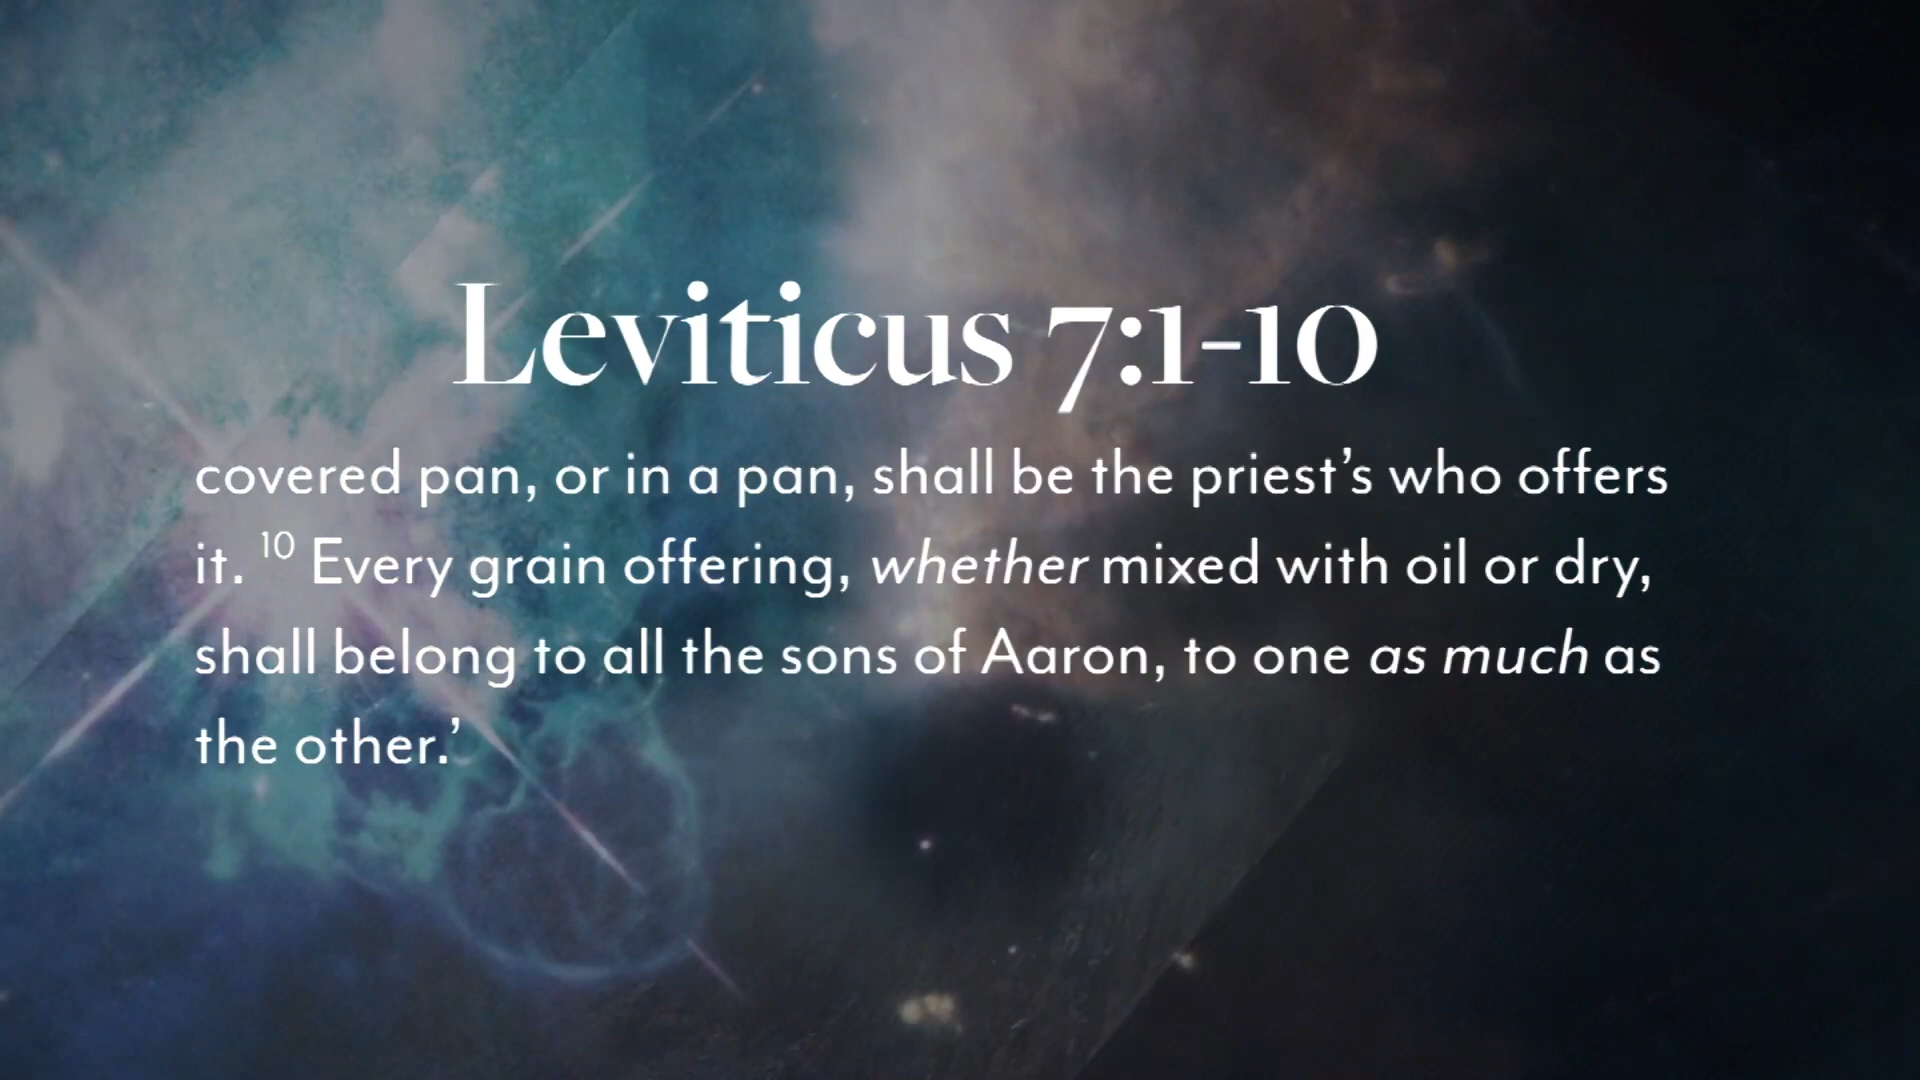 Leviticus 7:1-10
covered pan, or in a pan, shall be the priest’s who offers
it. 10 Every grain offering, whether mixed with oil or dry,
shall belong to all the sons of Aaron, to one as much as
the other.’